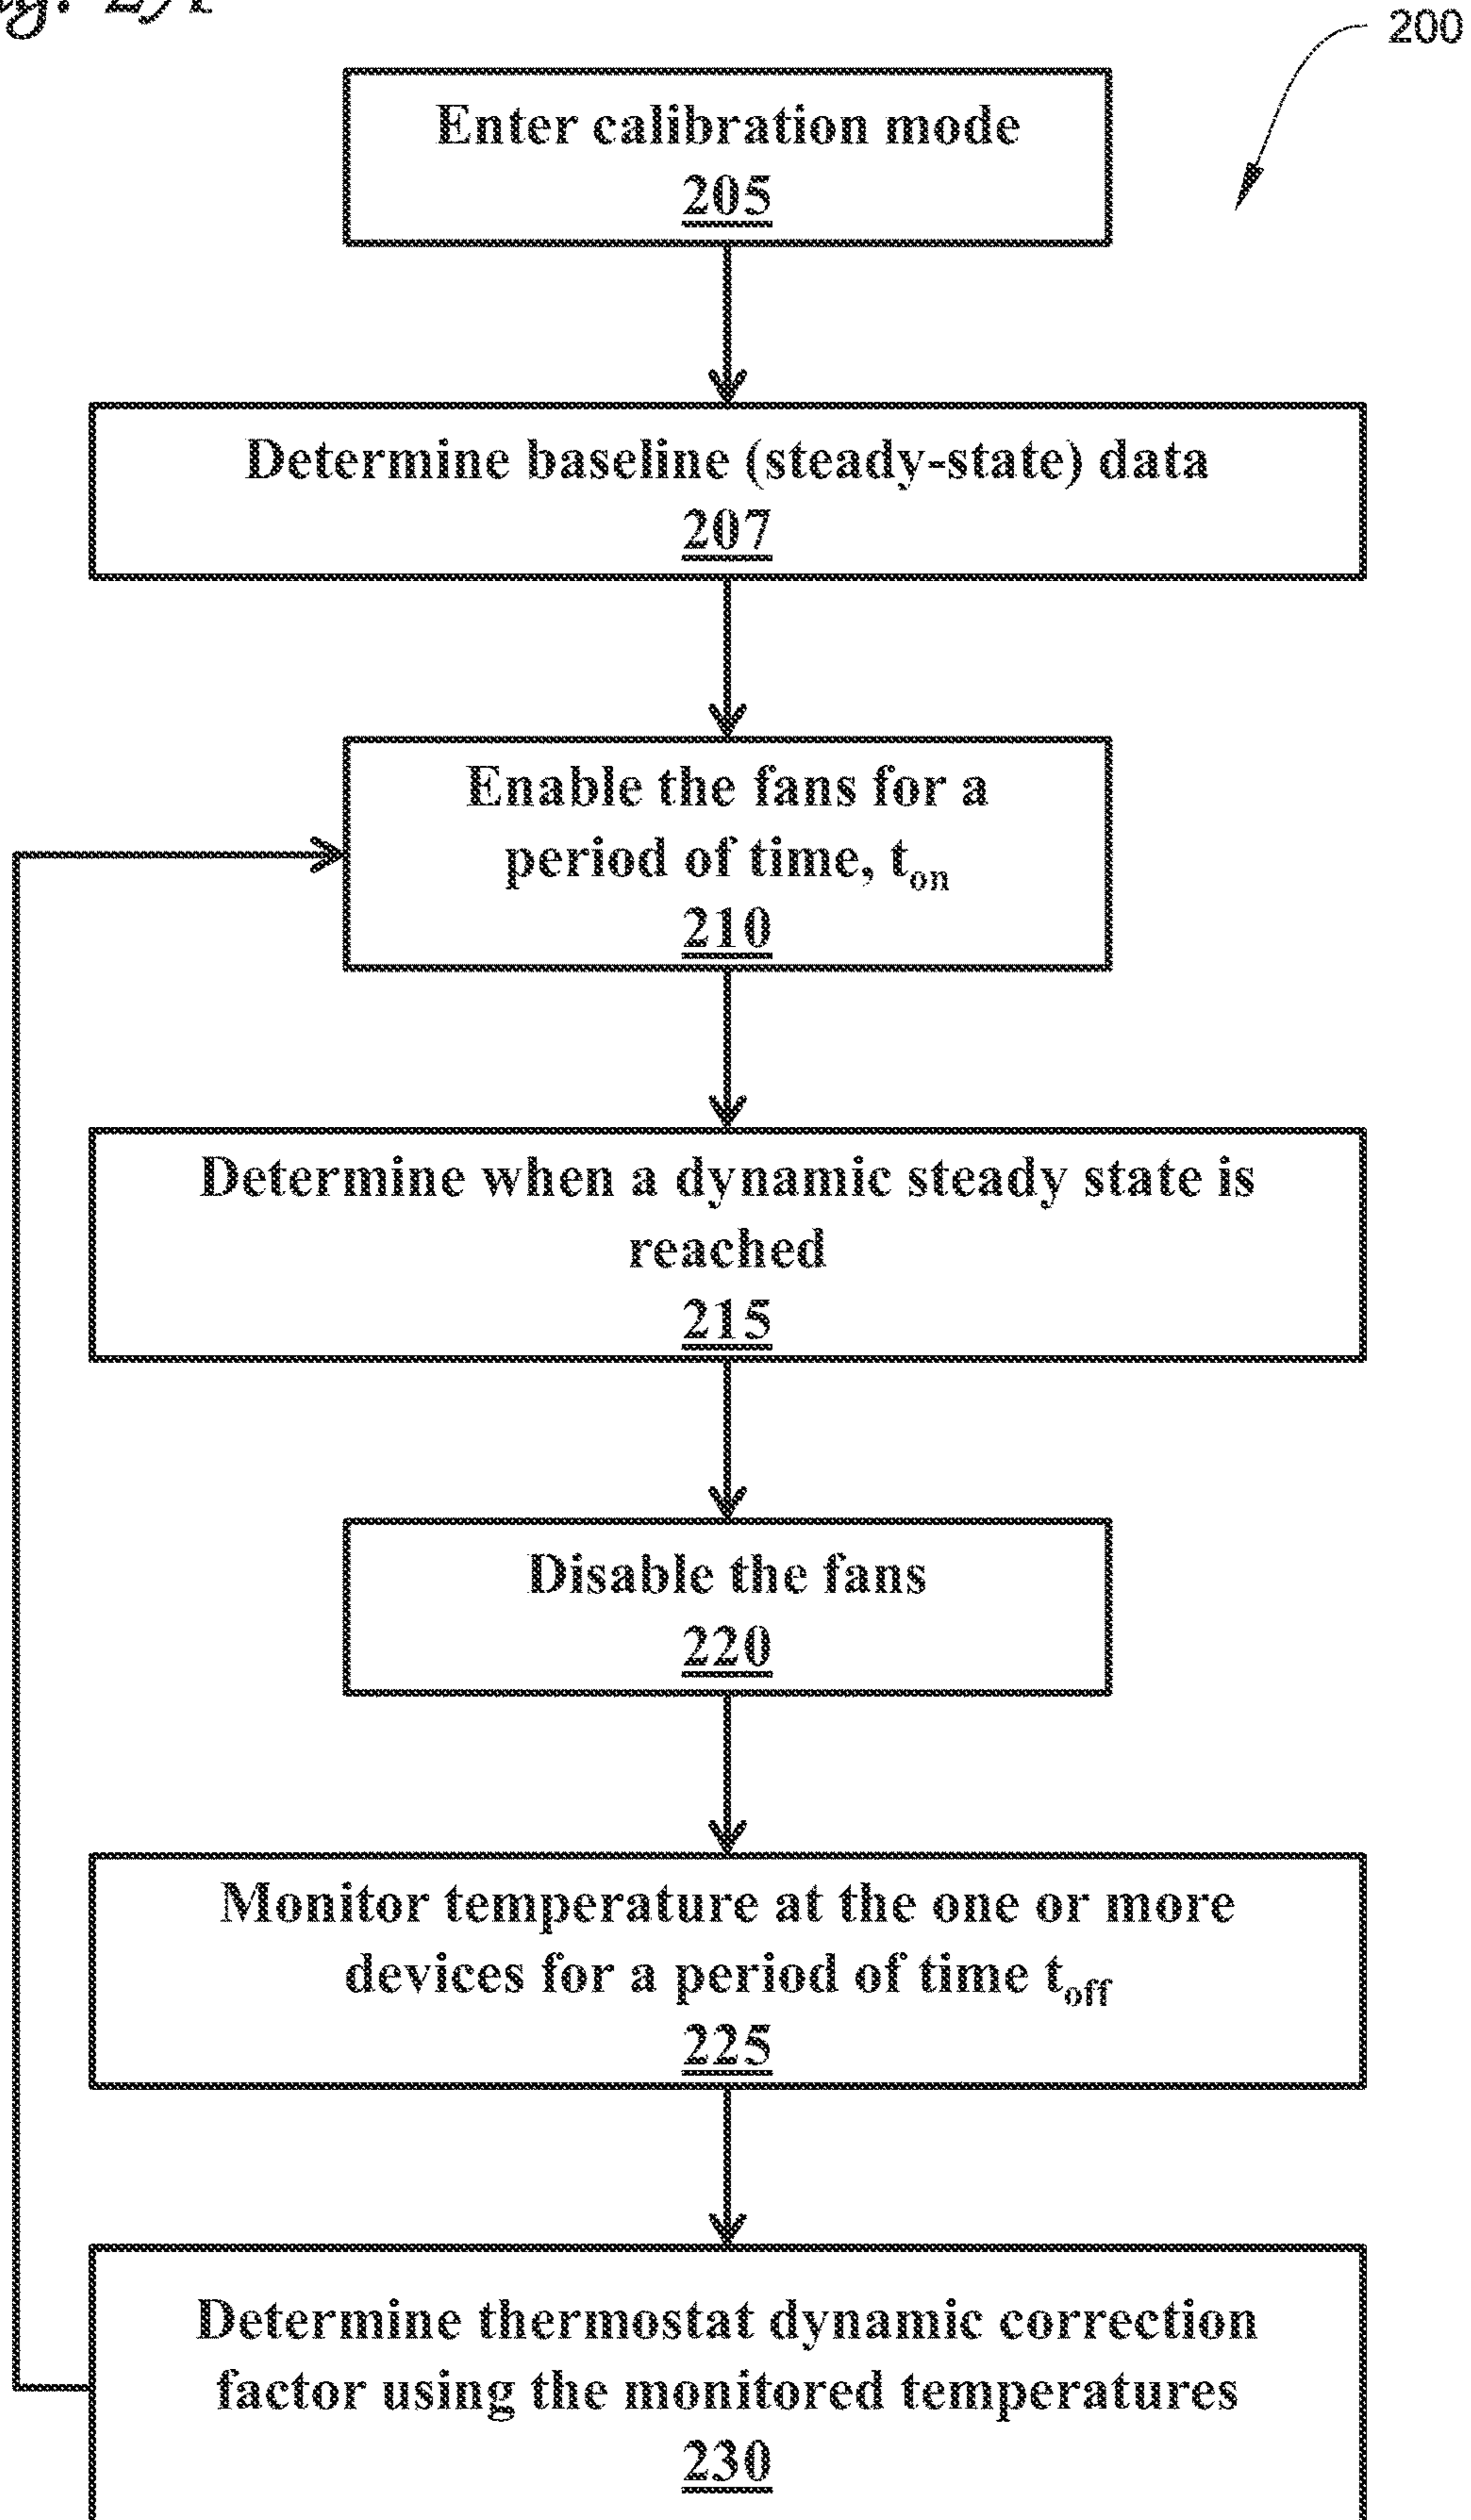 200
Enter calibration mode
205
Determine baseline (steady-state) data
207
Enable the fans for a
period of time, t_on
210
Determine when a dynamic steady state is
reached
215
Disable the fans
220
Monitor temperature at the one or more
devices for a period of time t_off
225
Determine thermostat dynamic correction
factor using the monitored temperatures
230